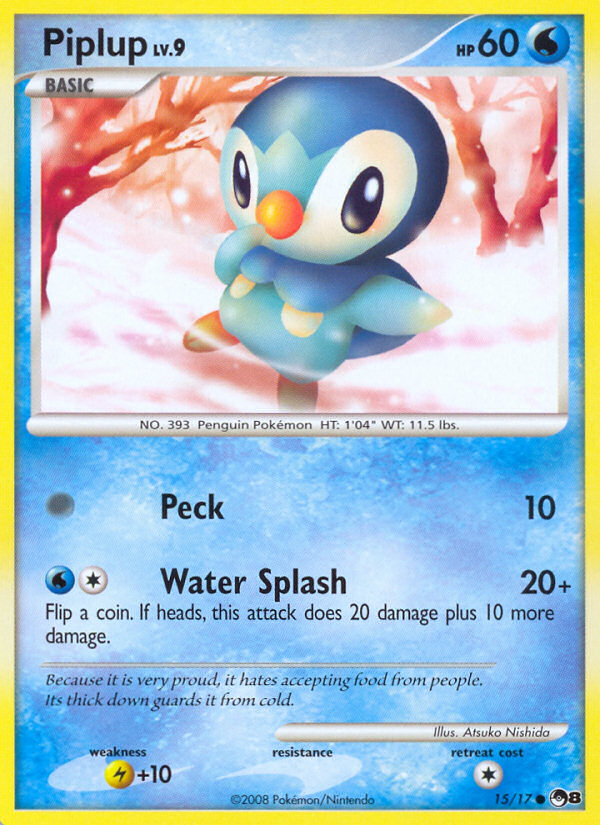 Piplup LV.9 HP 60
BASIC
NO. 393 Penguin Pokémon HT: 1'04" WT: 11.5 lbs.
Peck 10
Water Splash 20+
Flip a coin. If heads, this attack does 20 damage plus 10 more
damage.
Because it is very proud, it hates accepting food from people.
Its thick down guards it from cold.
Illus. Atsuko Nishida
weakness resistance retreat cost
+10
©2008 Pokémon/Nintendo 15/17 8